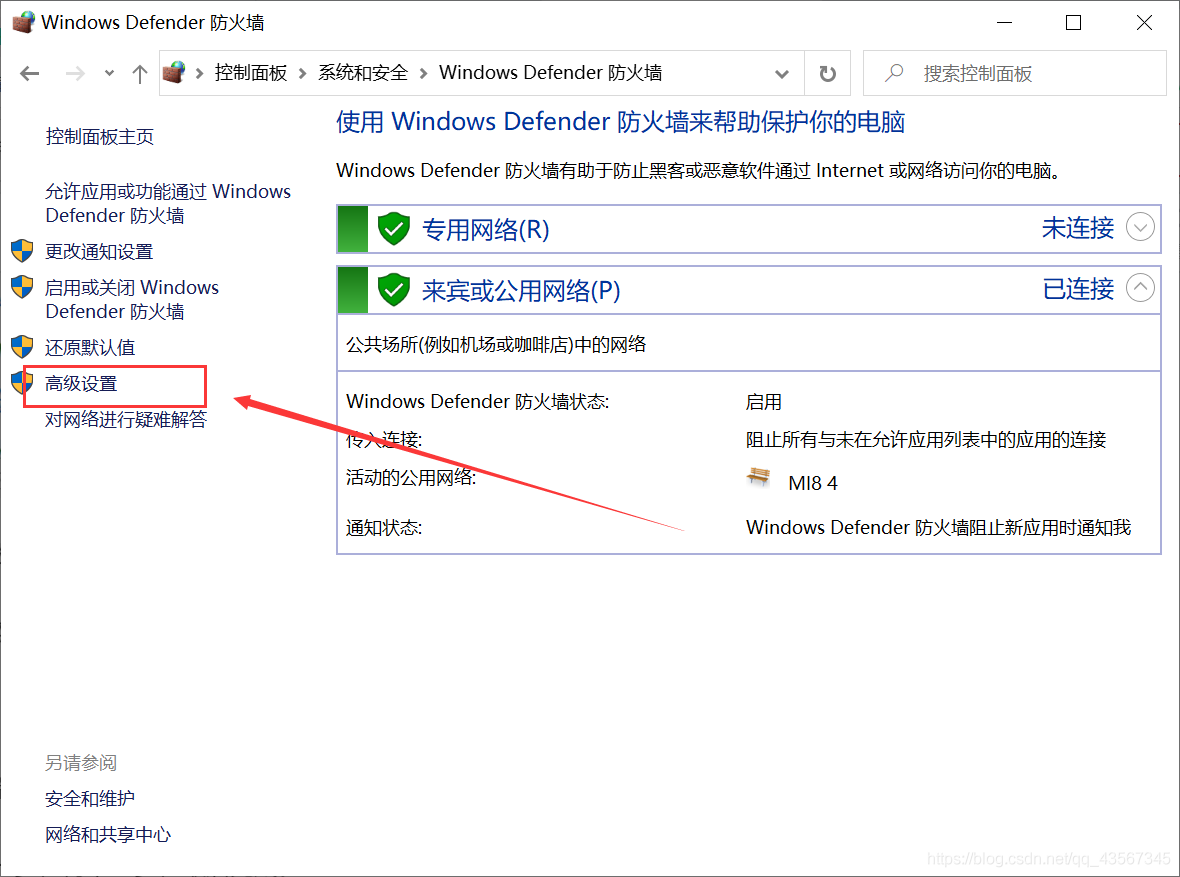 Windows Defender 防火墙
控制面板 > 系统和安全 > Windows Defender 防火墙
搜索控制面板
控制面板主页
允许应用或功能通过 Windows
Defender 防火墙
更改通知设置
启用或关闭 Windows
Defender 防火墙
还原默认值
高级设置
对网络进行疑难解答
另请参阅
安全和维护
网络和共享中心
使用 Windows Defender 防火墙来帮助保护你的电脑
Windows Defender 防火墙有助于防止黑客或恶意软件通过 Internet 或网络访问你的电脑。
专用网络(R) 未连接
来宾或公用网络(P) 已连接
公共场所(例如机场或咖啡店)中的网络
Windows Defender 防火墙状态: 启用
传入连接: 阻止所有与未在允许应用列表中的应用的连接
活动的公用网络: MI8 4
通知状态: Windows Defender 防火墙阻止新应用时通知我
https://blog.csdn.net/qq_43567345